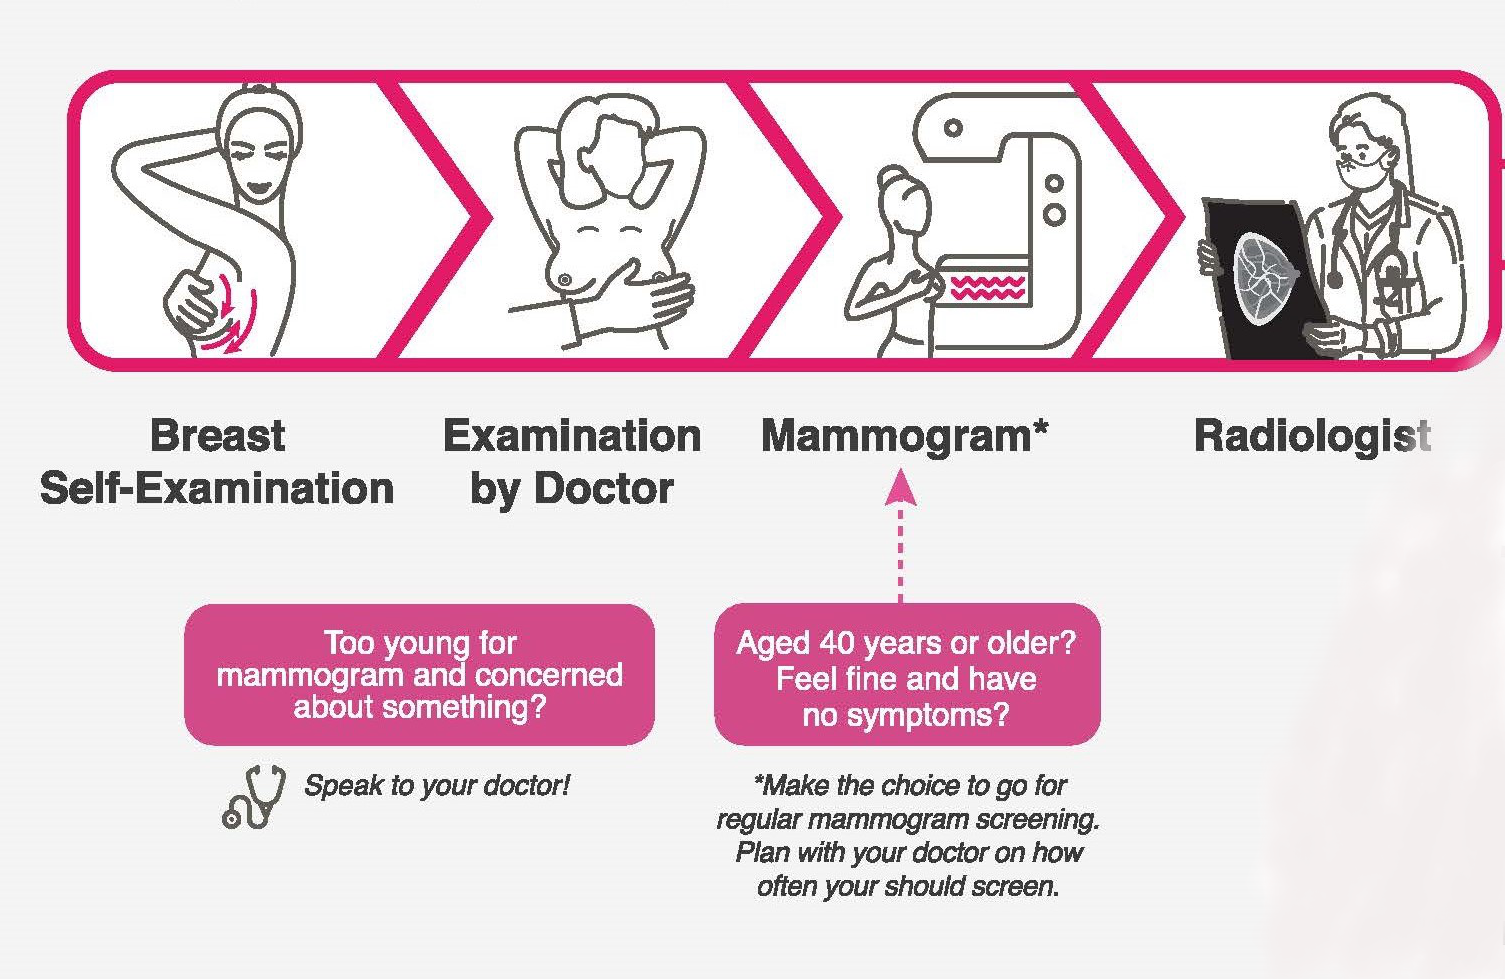 Breast
Self-Examination
Examination
by Doctor
Mammogram*
Radiologist
Too young for
mammogram and concerned
about something?
Speak to your doctor!
Aged 40 years or older?
Feel fine and have
no symptoms?
*Make the choice to go for
regular mammogram screening.
Plan with your doctor on how
often your should screen.